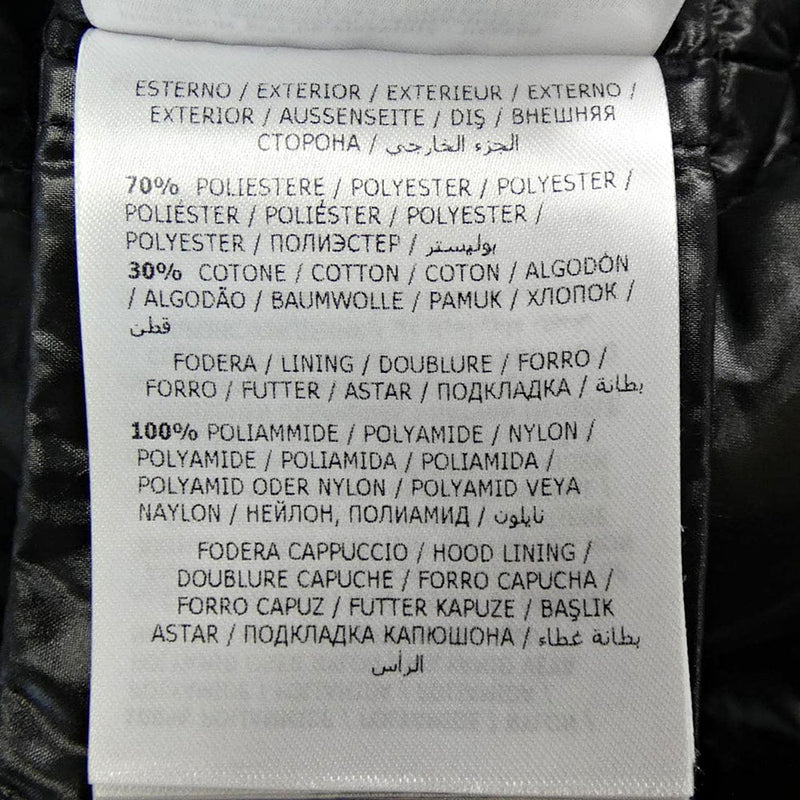 ESTERNO / EXTERIOR / EXTERIEUR / EXTERNO /
EXTERIOR / AUSSENSEITE / DIŞ / ВНЕШНЯЯ
СТОРОНА / الجزء الخارجي
70% POLIESTERE / POLYESTER / POLYESTER /
POLIÉSTER / POLIÉSTER / POLYESTER /
POLYESTER / ПОЛИЭСТЕР / بوليستر
30% COTONE / COTTON / COTON / ALGODÓN
/ ALGODÃO / BAUMWOLLE / PAMUK / ХЛОПОК /
قطن
FODERA / LINING / DOUBLURE / FORRO /
FORRO / FUTTER / ASTAR / ПОДКЛАДКА / بطانة
100% POLIAMMIDE / POLYAMIDE / NYLON /
POLYAMIDE / POLIAMIDA / POLIAMIDA /
POLYAMID ODER NYLON / POLYAMID VEYA
NAYLON / НЕЙЛОН, ПОЛИАМИД / نايلون
FODERA CAPPUCCIO / HOOD LINING /
DOUBLURE CAPUCHE / FORRO CAPUCHA /
FORRO CAPUZ / FUTTER KAPUZE / BAŞLIK
ASTAR / ПОДКЛАДКА КАПЮШОНА / بطانة غطاء
الرأس